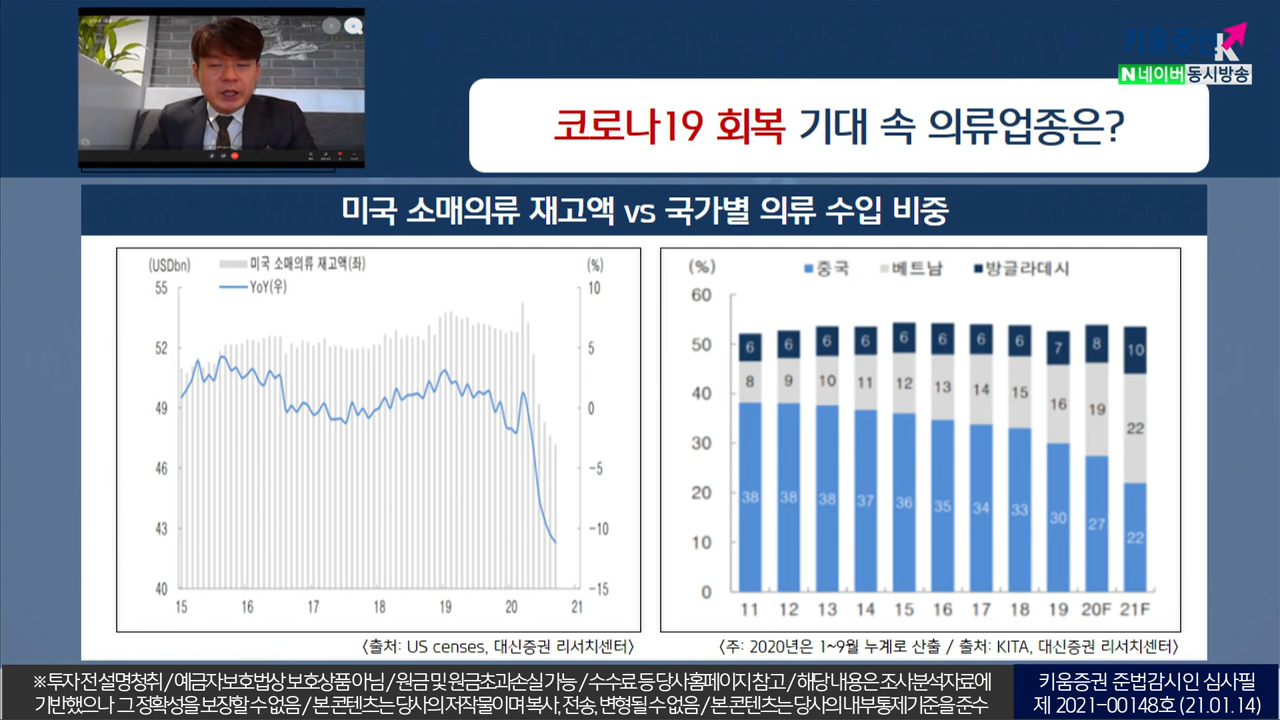 키움증권
N 네이버 동시방송
코로나19 회복 기대 속 의류업종은?
미국 소매의류 재고액 vs 국가별 의류 수입 비중
(USDbn) 미국 소매의류 재고액(좌) (%)
YoY(우)
55 10
52 5
49 0
46 -5
43 -10
40 -15
15 16 17 18 19 20 21
<출처: US censes, 대신증권 리서치센터>
(%) 중국 베트남 방글라데시
60
50
40
30
20
10
0
6 6 6 6 6 6 6 6 7 8 10
8 9 10 11 12 13 14 15 16 19 22
38 38 38 37 36 35 34 33 30 27 22
11 12 13 14 15 16 17 18 19 20F 21F
<주: 2020년은 1~9월 누계로 산출 / 출처: KITA, 대신증권 리서치센터>
※ 투자 전 설명청취 / 예금자보호법상 보호상품 아님 / 원금 및 원금초과손실 가능 / 수수료 등 당사홈페이지 참고 / 해당 내용은 조사분석자료에
기반했으나 그 정확성을 보장할 수 없음 / 본 콘텐츠는 당사의 저작물이며 복사, 전송, 변형될 수 없음 / 본 콘텐츠는 당사의 내부통제기준을 준수
키움증권 준법감시인 심사필
제 2021-00148호 (21.01.14)